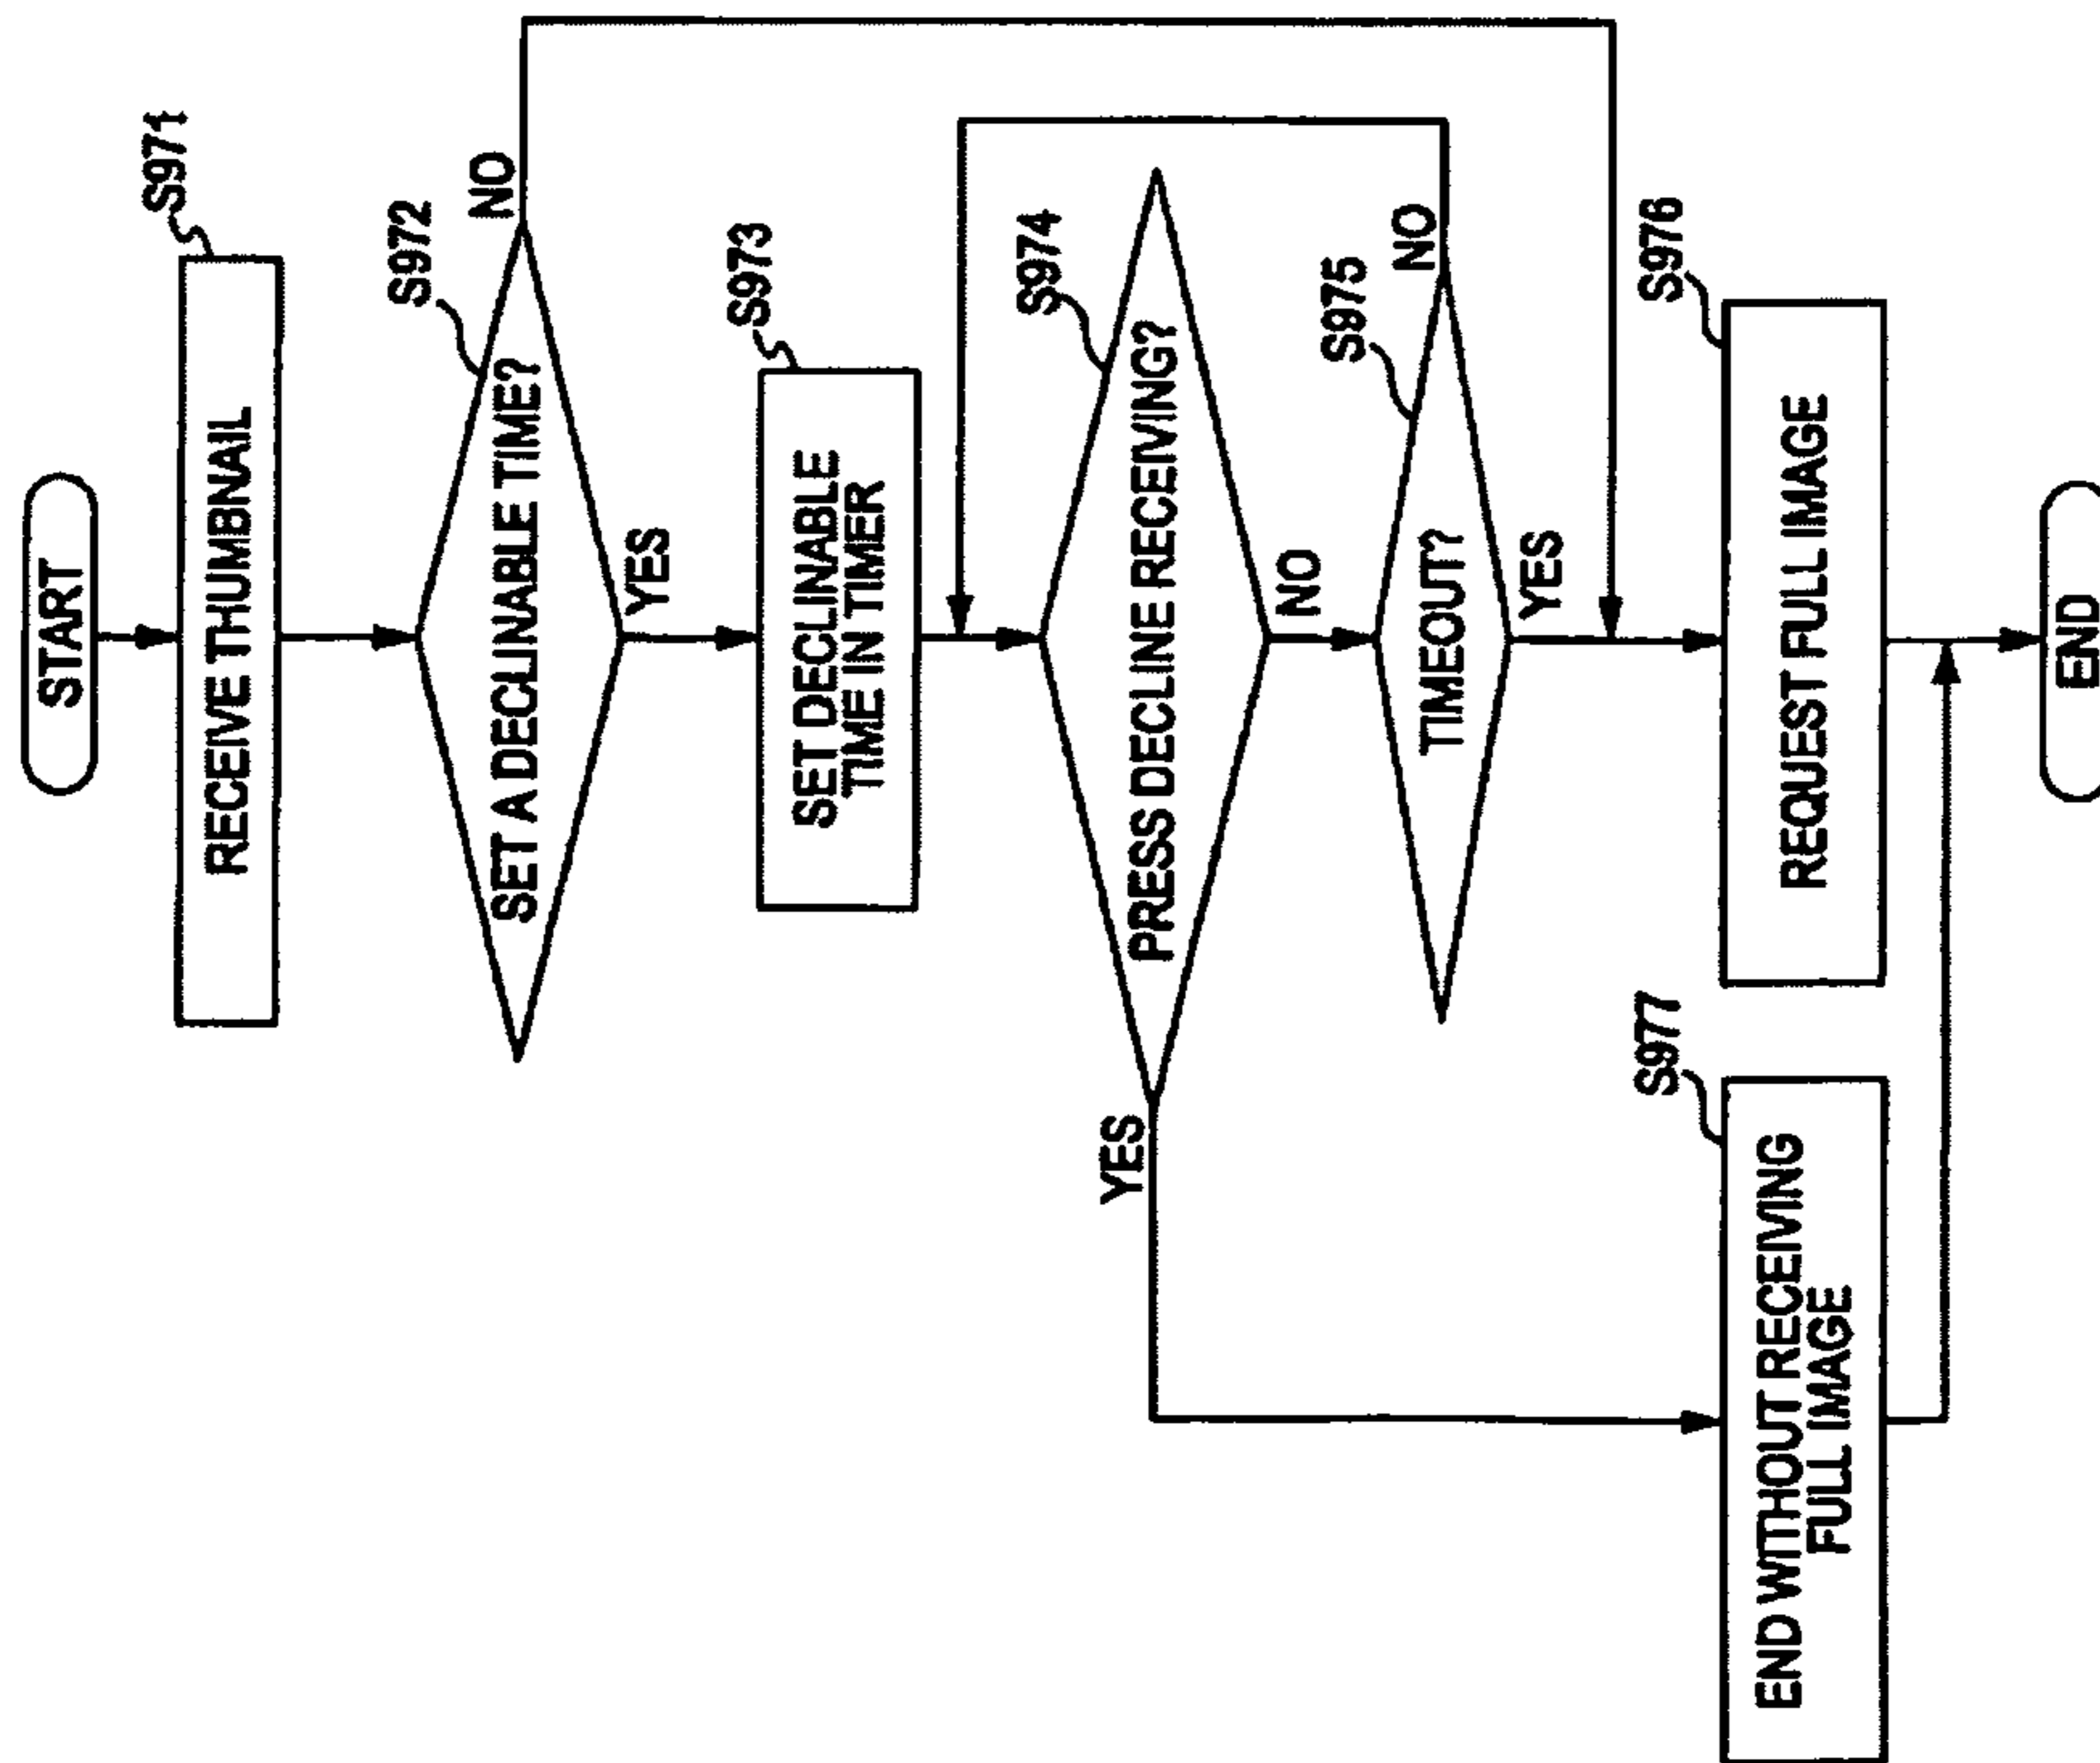 START
S971
RECEIVE THUMBNAIL
S972
SET A DECLINABLE TIME?
NO
YES
S973
SET DECLINABLE
TIME IN TIMER
S974
PRESS DECLINE RECEIVING?
YES
NO
S975
TIMEOUT?
NO
YES
S977
END WITHOUT RECEIVING
FULL IMAGE
S976
REQUEST FULL IMAGE
END